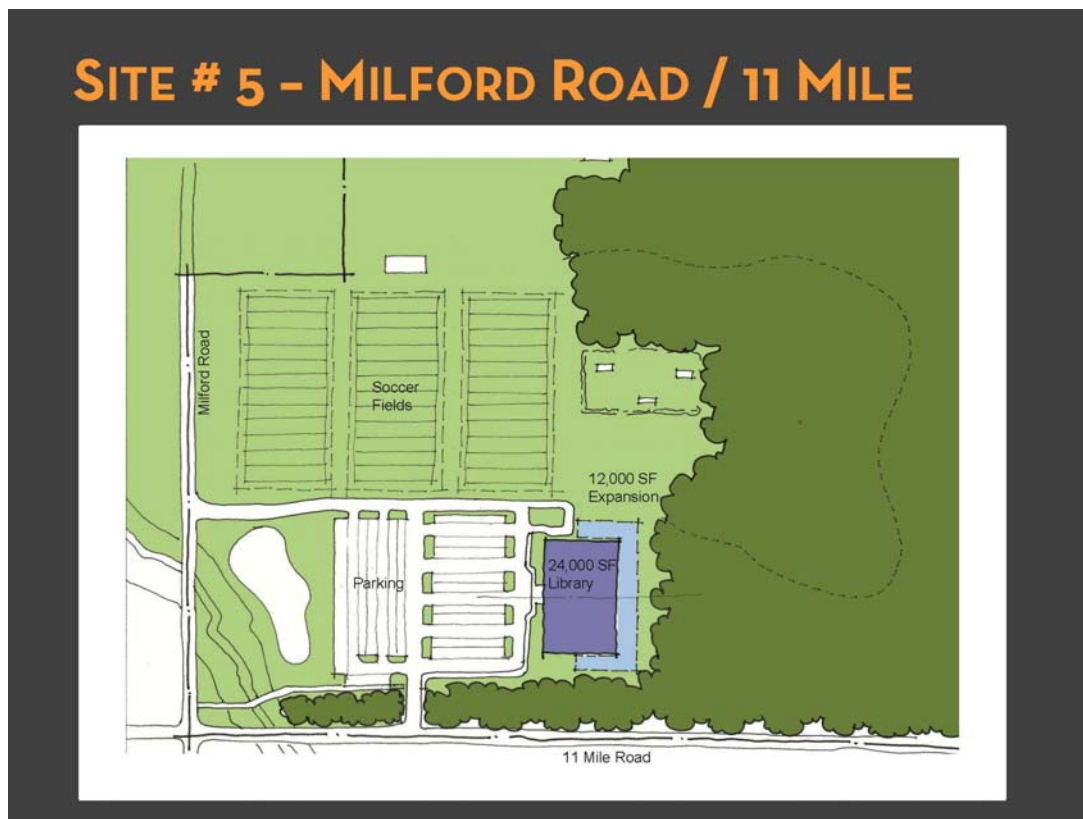 SITE # 5 – MILFORD ROAD / 11 MILE
Milford Road
Soccer
Fields
12,000 SF
Expansion
Parking
24,000 SF
Library
11 Mile Road